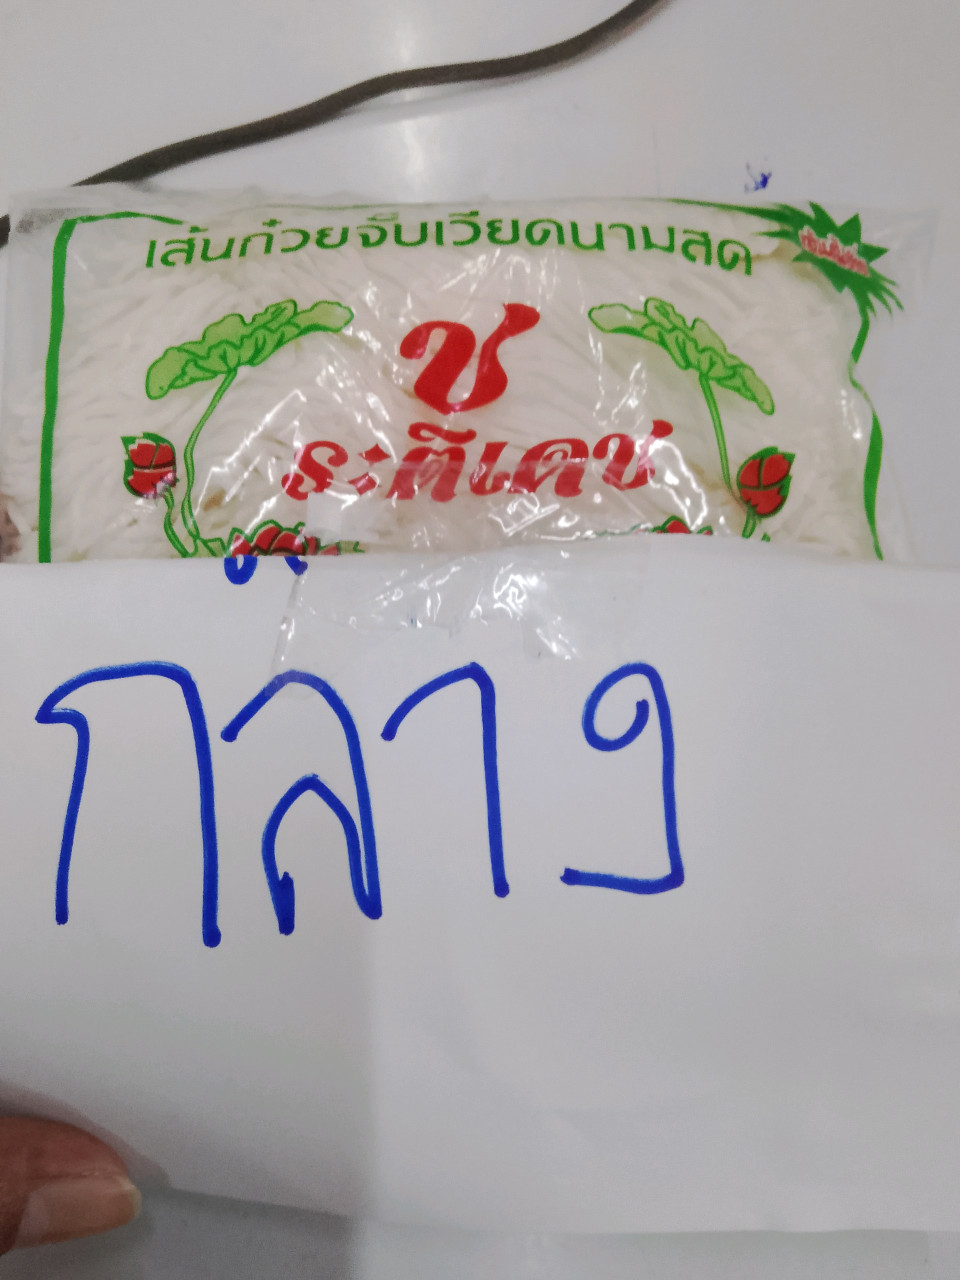 เส้นก๋วยจั๊บเวียดนามสด
ช
ระตีเดช
กลาง